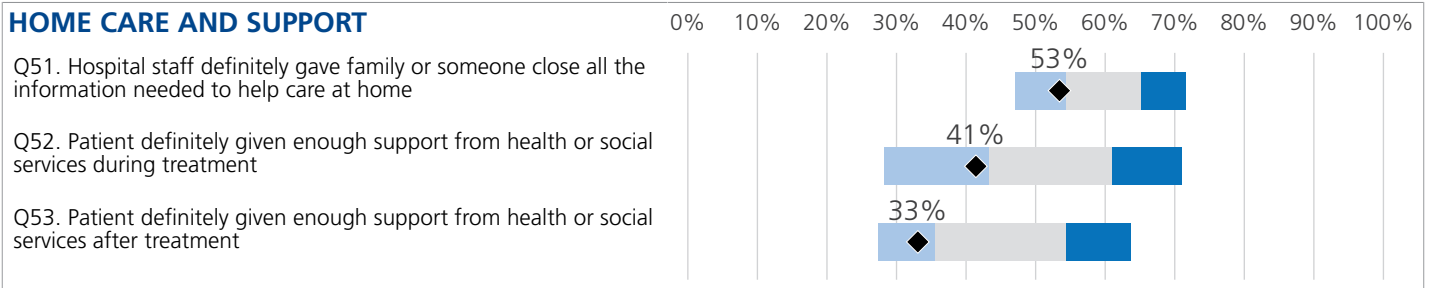 HOME CARE AND SUPPORT
0% 10% 20% 30% 40% 50% 60% 70% 80% 90% 100%
Q51. Hospital staff definitely gave family or someone close all the
information needed to help care at home
53%
Q52. Patient definitely given enough support from health or social
services during treatment
41%
Q53. Patient definitely given enough support from health or social
services after treatment
33%